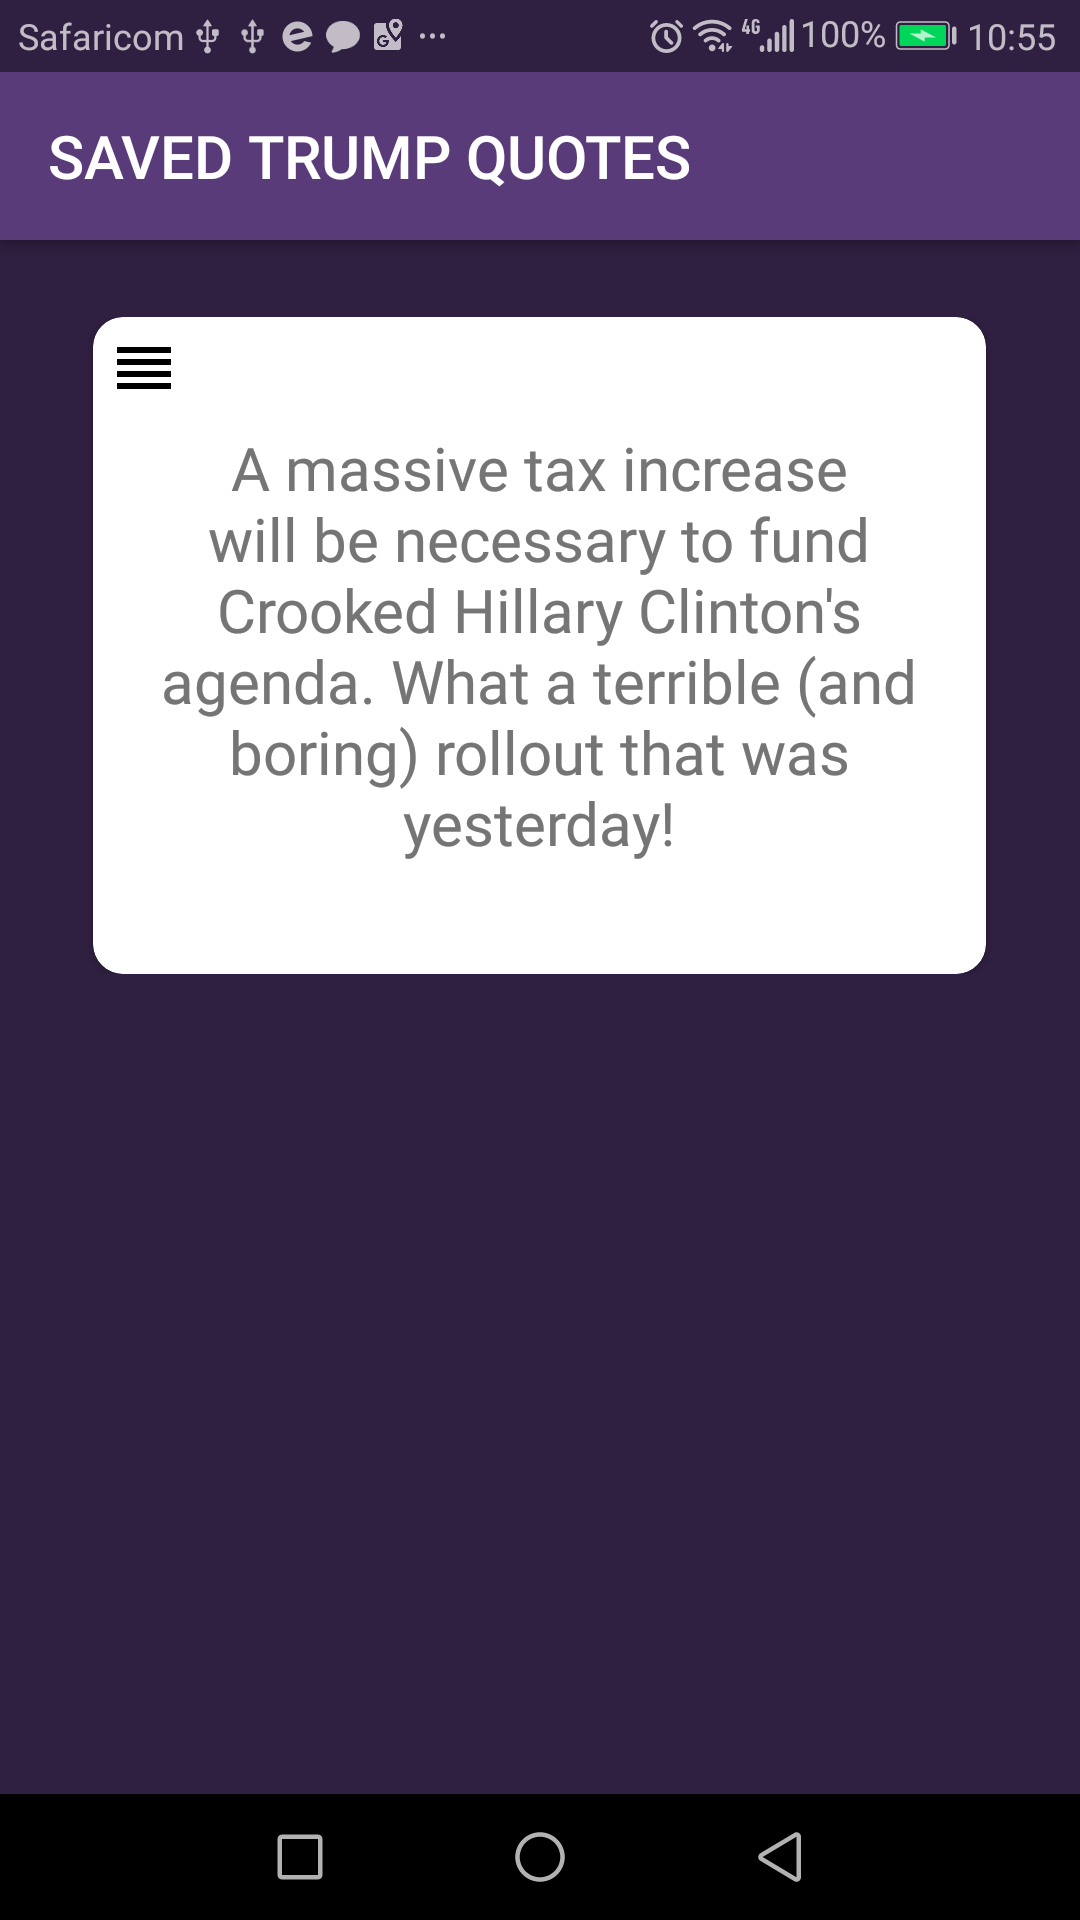 Safaricom 4G 100% 10:55
SAVED TRUMP QUOTES
A massive tax increase
will be necessary to fund
Crooked Hillary Clinton's
agenda. What a terrible (and
boring) rollout that was
yesterday!